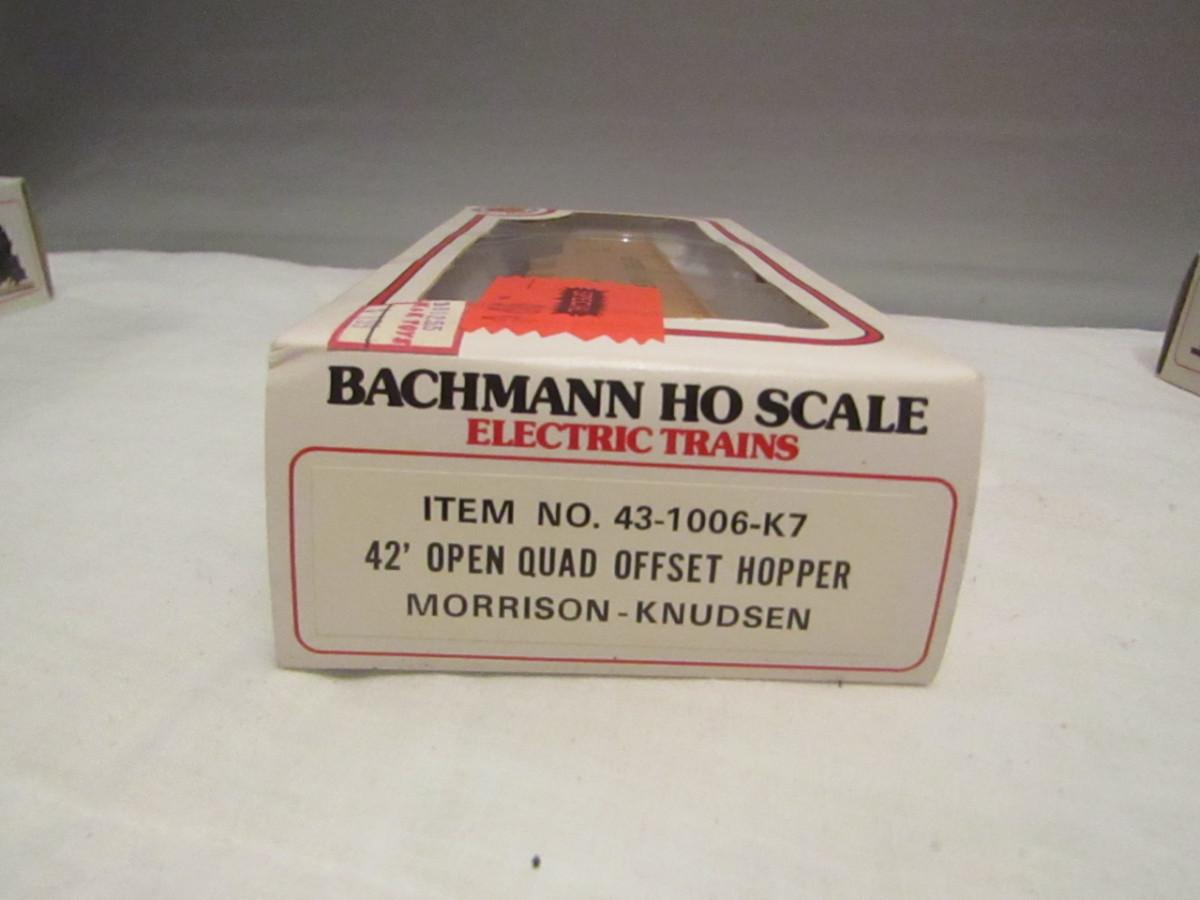 BACHMANN HO SCALE
ELECTRIC TRAINS
ITEM NO. 43-1006-K7
42' OPEN QUAD OFFSET HOPPER
MORRISON-KNUDSEN